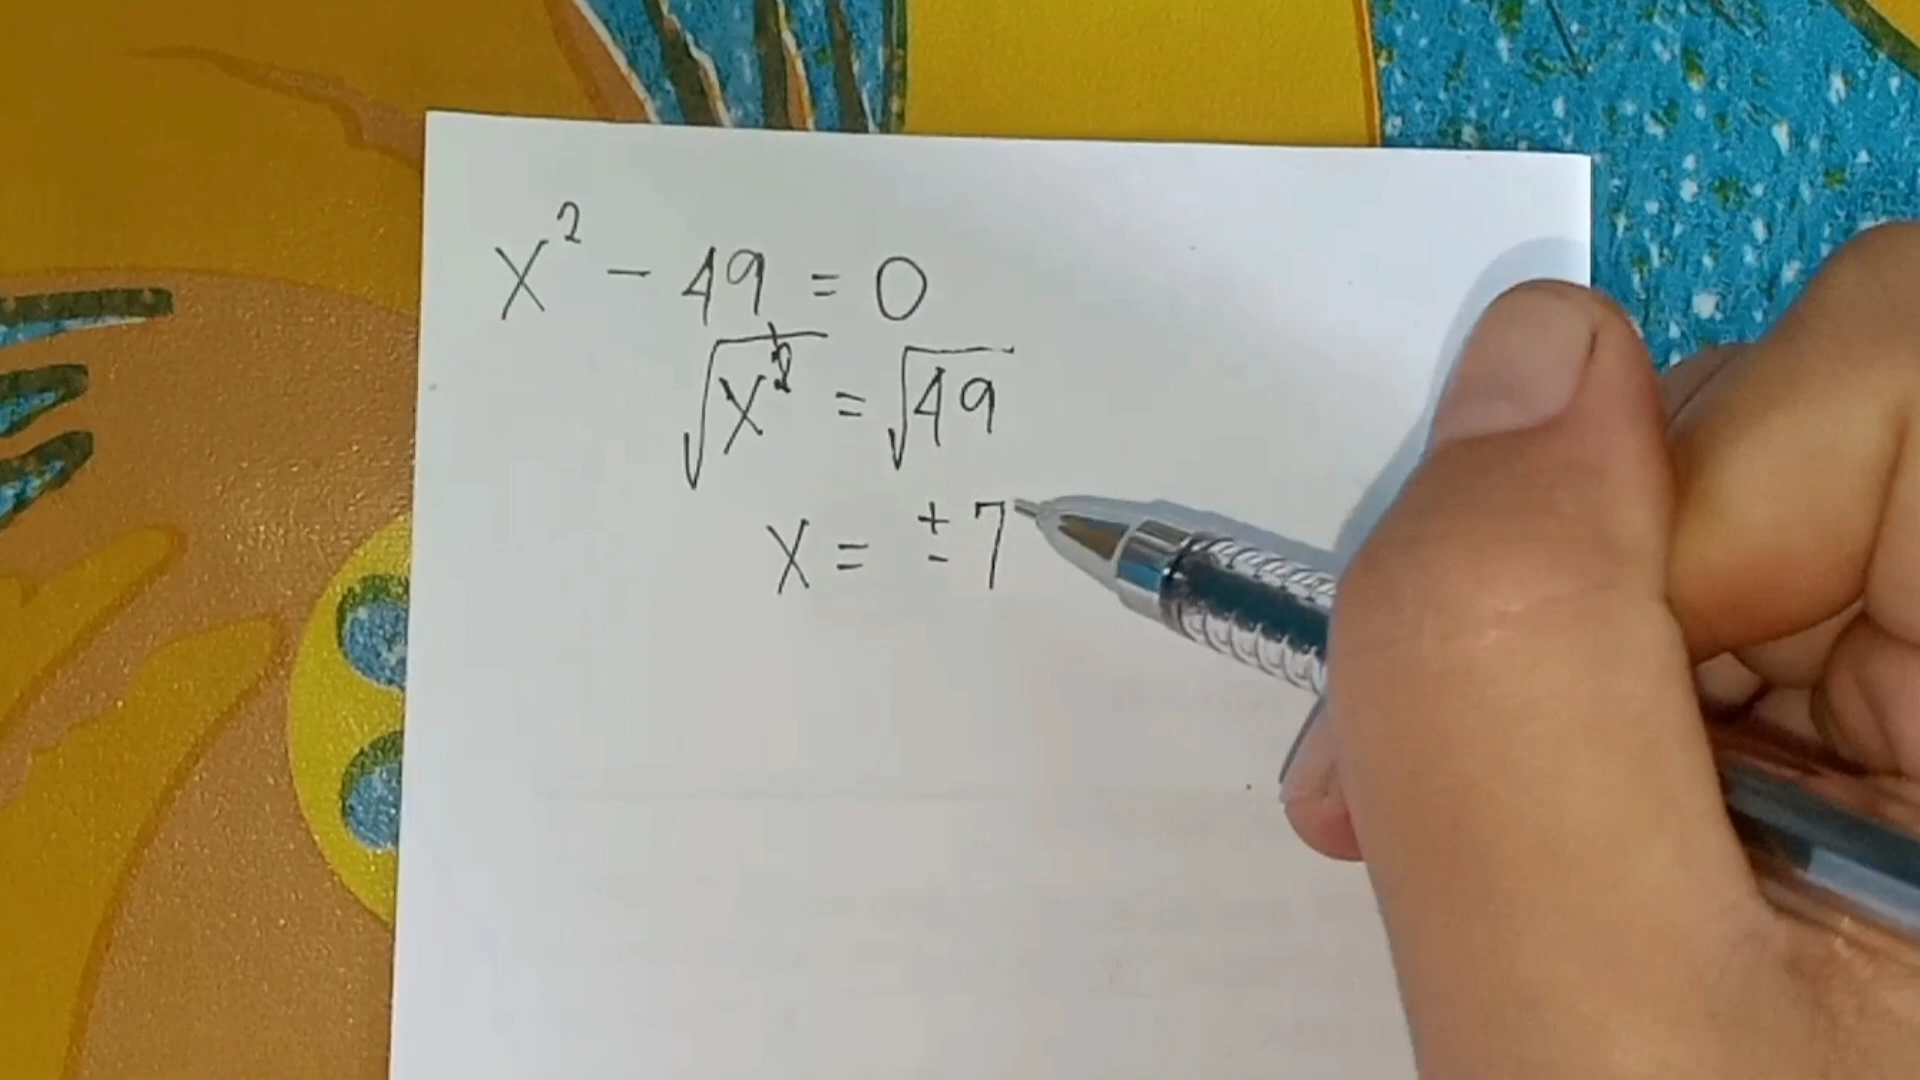 x² - 49 = 0
√x² = √49
x = ± 7